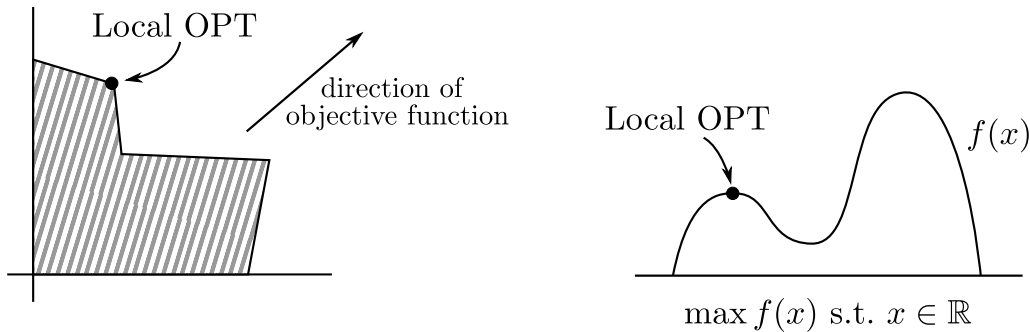 Local OPT
direction of
objective function
Local OPT
f(x)
max f(x) s.t. x ∈ ℝ